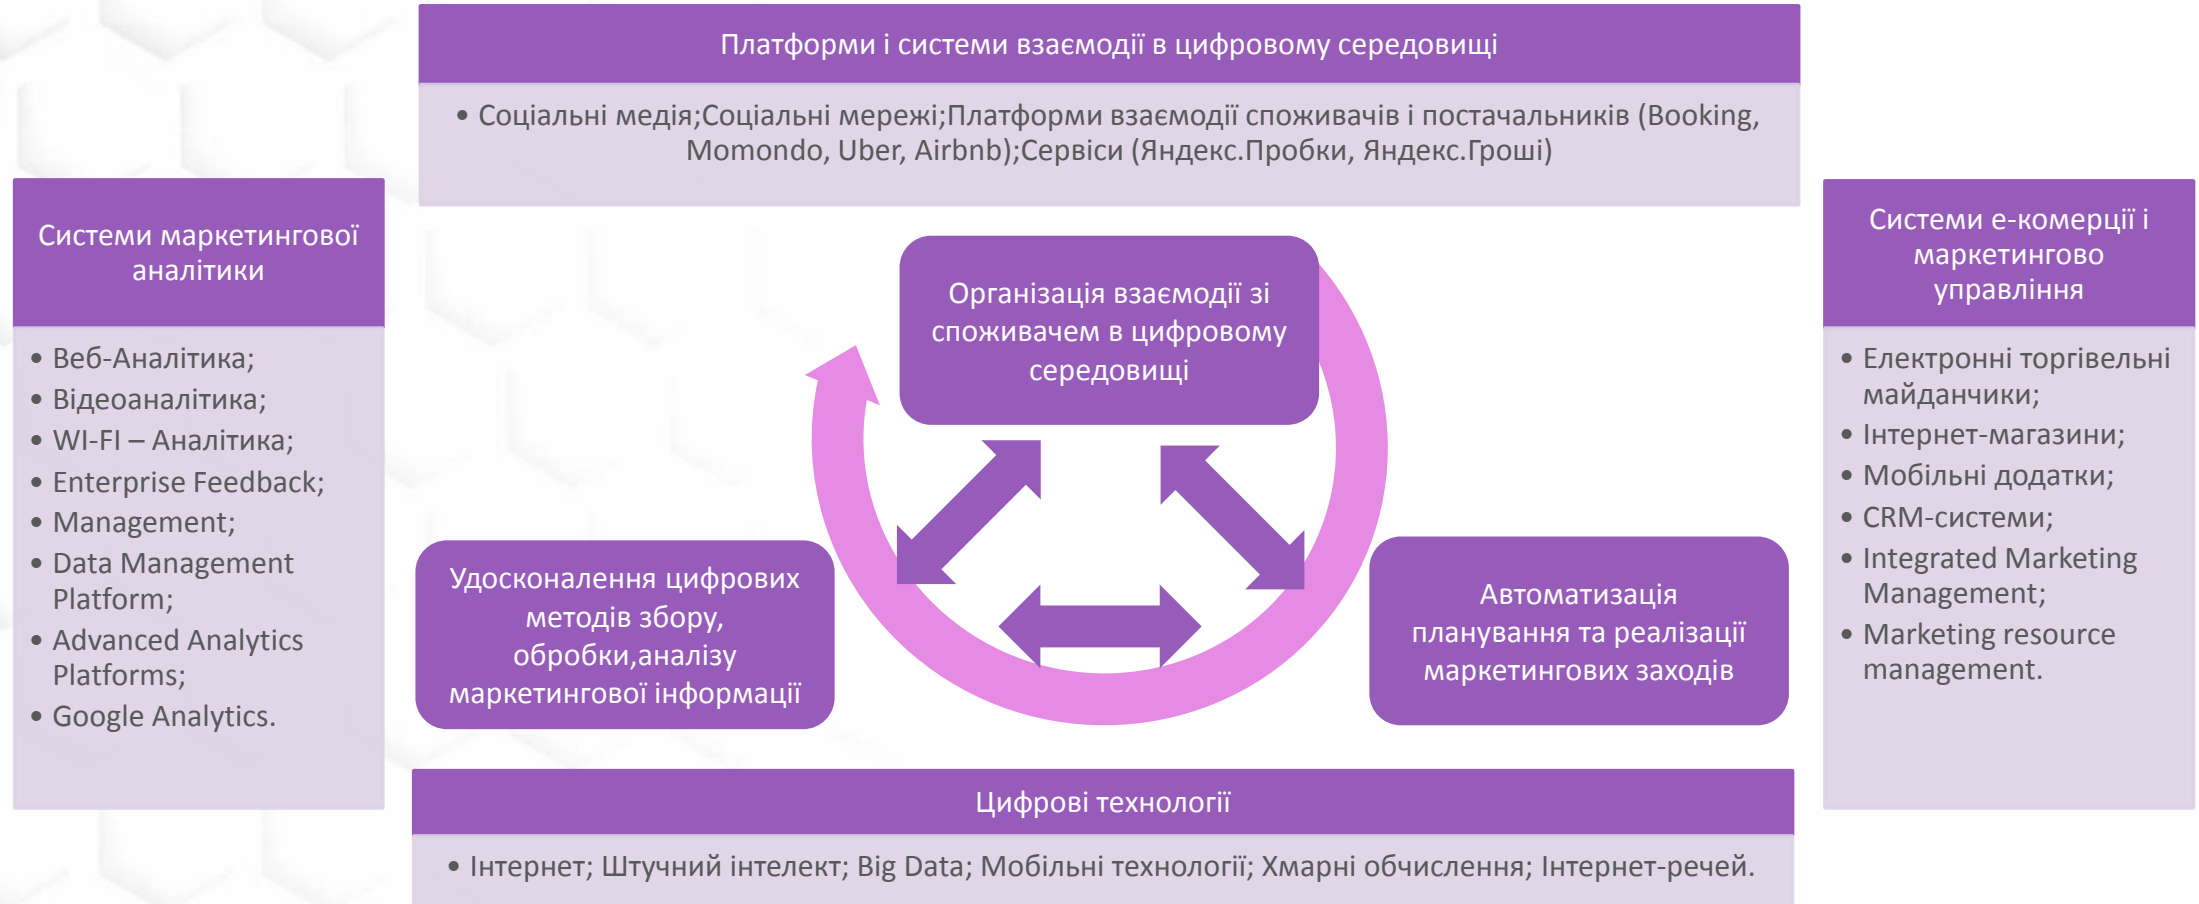 Платформи і системи взаємодії в цифровому середовищі
• Соціальні медія;Соціальні мережі;Платформи взаємодії споживачів і постачальників (Booking,
Momondo, Uber, Airbnb);Сервіси (Яндекс.Пробки, Яндекс.Гроші)
Системи маркетингової
аналітики
• Веб-Аналітика;
• Відеоаналітика;
• WI-FI – Аналітика;
• Enterprise Feedback;
• Management;
• Data Management
Platform;
• Advanced Analytics
Platforms;
• Google Analytics.
Організація взаємодії зі
споживачем в цифровому
середовищі
Удосконалення цифрових
методів збору,
обробки,аналізу
маркетингової інформації
Автоматизація
планування та реалізації
маркетингових заходів
Системи е-комерції і
маркетингово
управління
• Електронні торгівельні
майданчики;
• Інтернет-магазини;
• Мобільні додатки;
• CRM-системи;
• Integrated Marketing
Management;
• Marketing resource
management.
Цифрові технології
• Інтернет; Штучний інтелект; Big Data; Мобільні технології; Хмарні обчислення; Інтернет-речей.